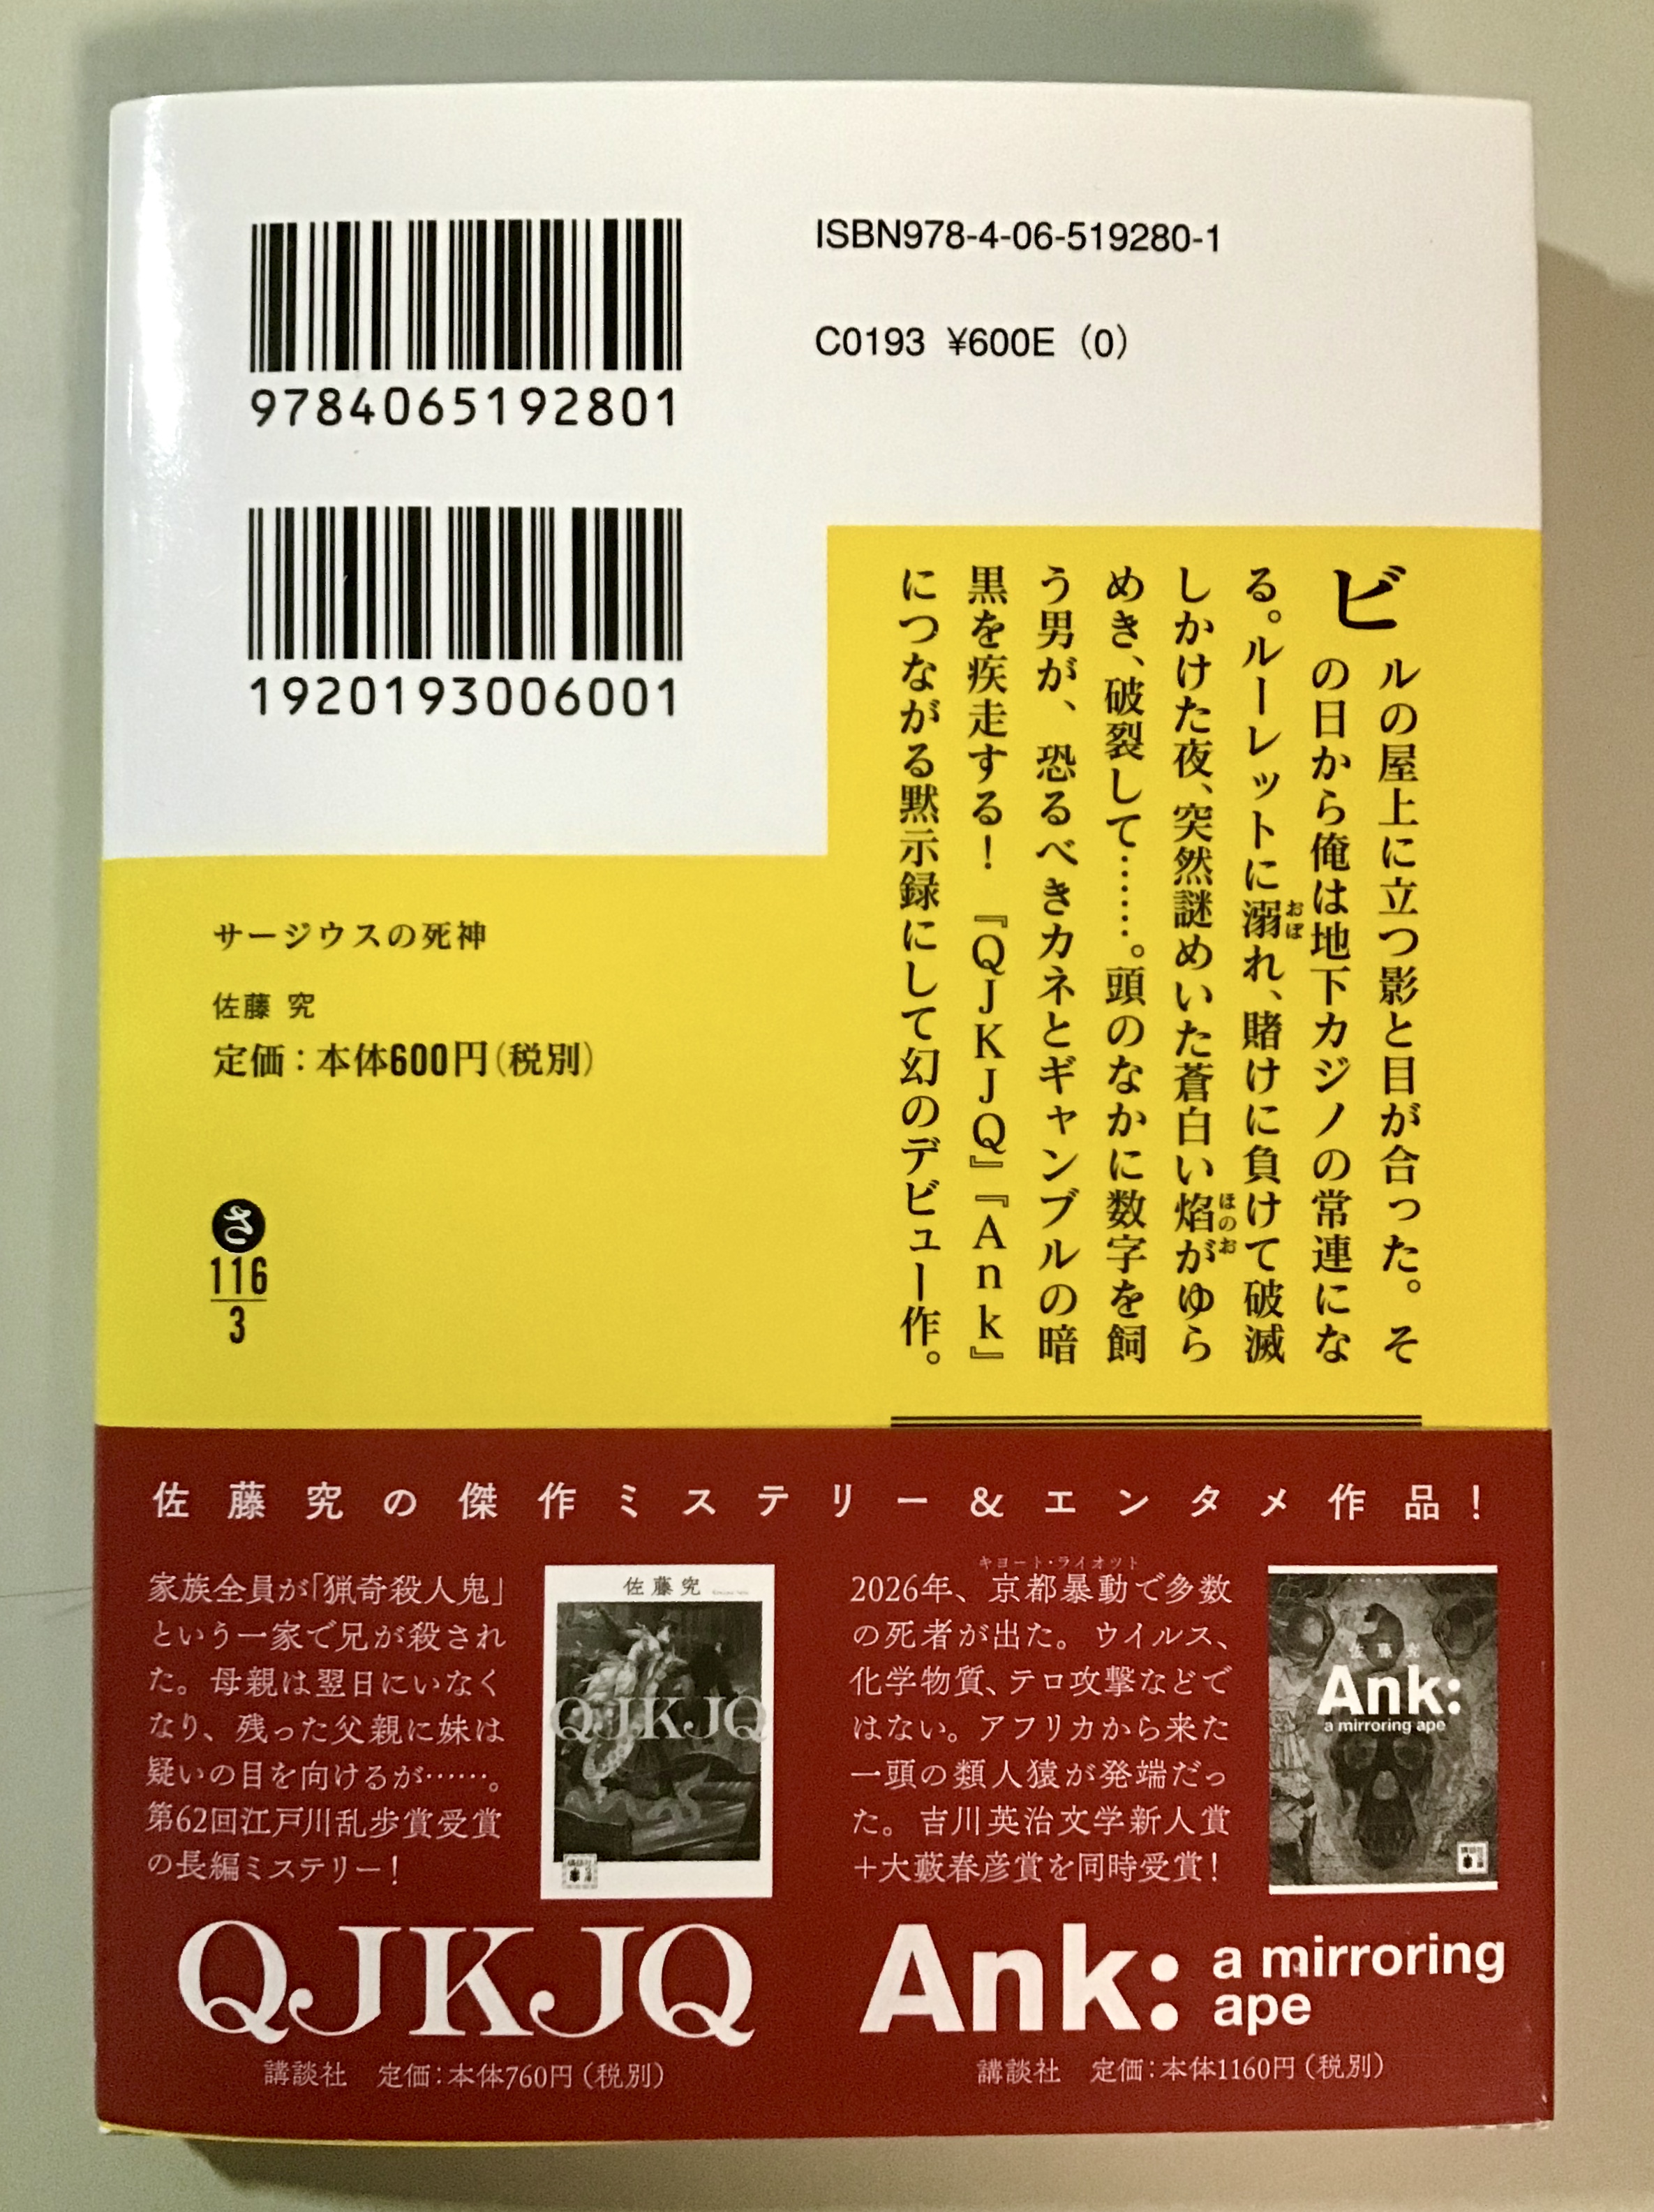 9784065192801
1920193006001
ISBN978-4-06-519280-1
C0193 ¥600E (0)
ビルの屋上に立つ影と目が合った。そ
の日から俺は地下カジノの常連にな
る。ルーレットに溺れ、賭けに負けて破滅
おぼ
しかけた夜、突然謎めいた蒼白い焰がゆら
ほのお
めき、破裂して……。頭のなかに数字を飼
う男が、恐るべきカネとギャンブルの暗
黒を疾走する！『QJKJQ』『Ank』
につながる黙示録にして幻のデビュー作。
サージウスの死神
佐藤 究
定価：本体600円(税別)
さ
116
3
佐藤究の傑作ミステリー＆エンタメ作品！
家族全員が「猟奇殺人鬼」
という一家で兄が殺され
た。母親は翌日にいなく
なり、残った父親に妹は
疑いの目を向けるが……。
第62回江戸川乱歩賞受賞
の長編ミステリー！
佐藤究
QJKJQ
QJKJQ
講談社 定価：本体760円(税別)
キョート・ライオット
2026年、京都暴動で多数
の死者が出た。ウイルス、
化学物質、テロ攻撃などで
はない。アフリカから来た
一頭の類人猿が発端だっ
た。吉川英治文学新人賞
＋大藪春彦賞を同時受賞！
佐藤究
Ank:
a mirroring ape
Ank: a mirroring
ape
講談社 定価：本体1160円(税別)